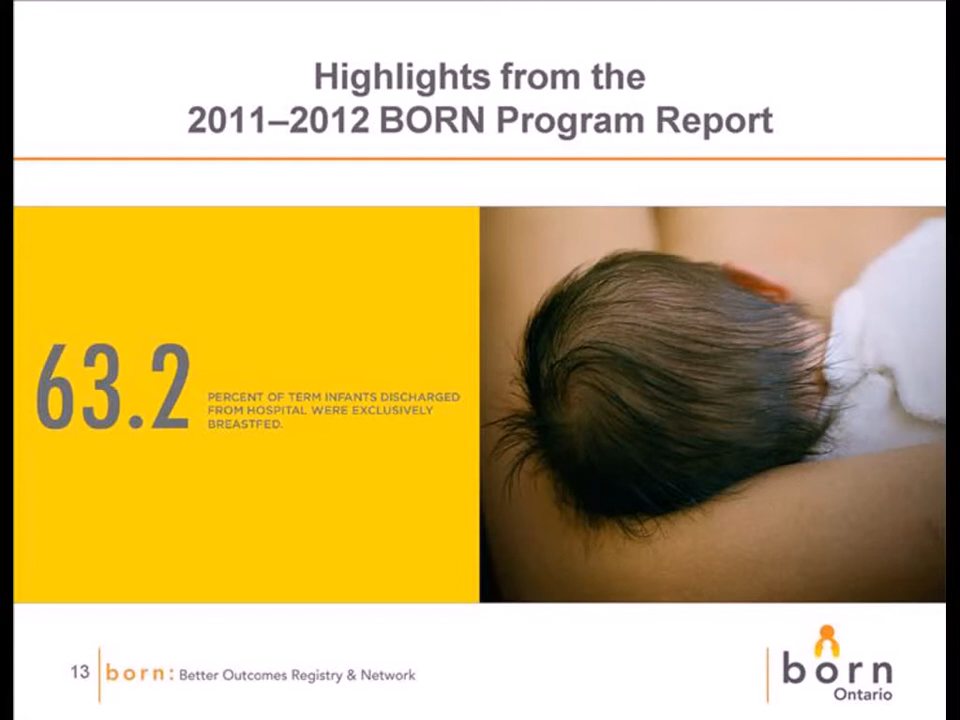 Highlights from the
2011–2012 BORN Program Report
63.2
PERCENT OF TERM INFANTS DISCHARGED
FROM HOSPITAL WERE EXCLUSIVELY
BREASTFED.
13
born: Better Outcomes Registry & Network
born
Ontario